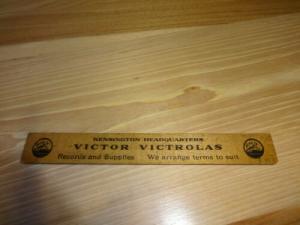 KENSINGTON HEADQUARTERS
VICTOR VICTROLAS
Records and Supplies We arrange terms to suit